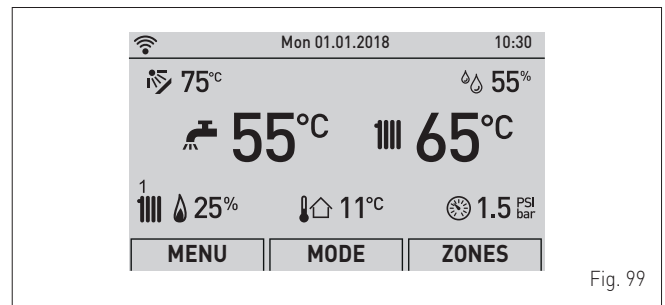 Mon 01.01.2018 10:30
75°C 55%
55°C 65°C
1
25% 11°C 1.5 PSI bar
MENU MODE ZONES
Fig. 99